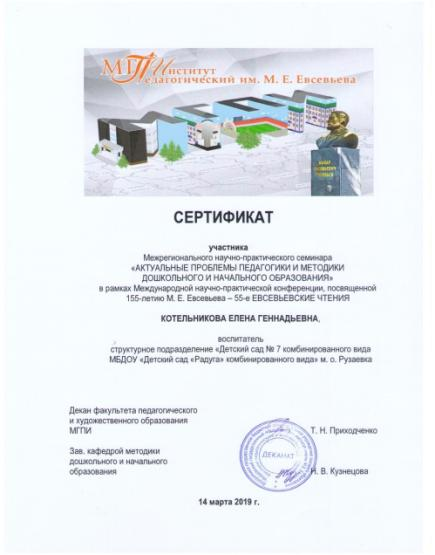 МГПИнститут
педагогический им. М. Е. Евсевьева
СЕРТИФИКАТ
участника
Межрегионального научно-практического семинара
«АКТУАЛЬНЫЕ ПРОБЛЕМЫ ПЕДАГОГИКИ И МЕТОДИКИ
ДОШКОЛЬНОГО И НАЧАЛЬНОГО ОБРАЗОВАНИЯ»
в рамках Международной научно-практической конференции, посвященной
155-летию М. Е. Евсевьева – 55-е ЕВСЕВЬЕВСКИЕ ЧТЕНИЯ
КОТЕЛЬНИКОВА ЕЛЕНА ГЕННАДЬЕВНА,
воспитатель
структурное подразделение «Детский сад № 7 комбинированного вида
МБДОУ «Детский сад «Радуга» комбинированного вида» м. о. Рузаевка
Декан факультета педагогического
и художественного образования
МГПИ
Т. Н. Приходченко
ДЕКАНАТ
Зав. кафедрой методики
дошкольного и начального
образования
Н. В. Кузнецова
14 марта 2019 г.